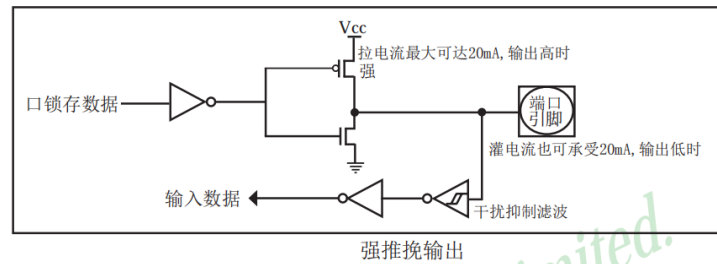 Vcc
拉电流最大可达20mA,输出高时
强
口锁存数据
端口
引脚
灌电流也可承受20mA,输出低时
输入数据
干扰抑制滤波
强推挽输出
imited.